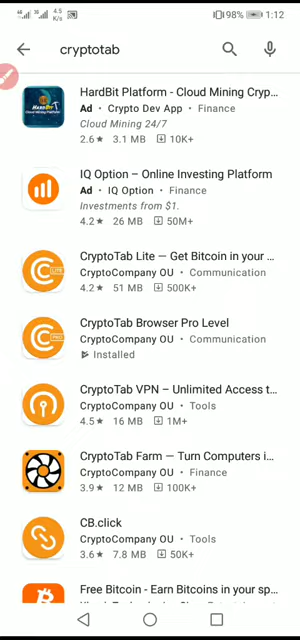 4G 3G 4.5 K/s 98% 1:12
cryptotab
HardBit Platform - Cloud Mining Cryp...
Ad • Crypto Dev App • Finance
Cloud Mining 24/7
2.6★ 3.1 MB 10K+
IQ Option – Online Investing Platform
Ad • IQ Option • Finance
Investments from $1.
4.2★ 26 MB 50M+
CryptoTab Lite — Get Bitcoin in your ...
CryptoCompany OU • Communication
4.2★ 51 MB 500K+
CryptoTab Browser Pro Level
CryptoCompany OU • Communication
Installed
CryptoTab VPN – Unlimited Access t...
CryptoCompany OU • Tools
4.5★ 16 MB 1M+
CryptoTab Farm — Turn Computers i...
CryptoCompany OU • Finance
3.9★ 12 MB 100K+
CB.click
CryptoCompany OU • Tools
3.6★ 7.8 MB 50K+
Free Bitcoin - Earn Bitcoins in your sp...